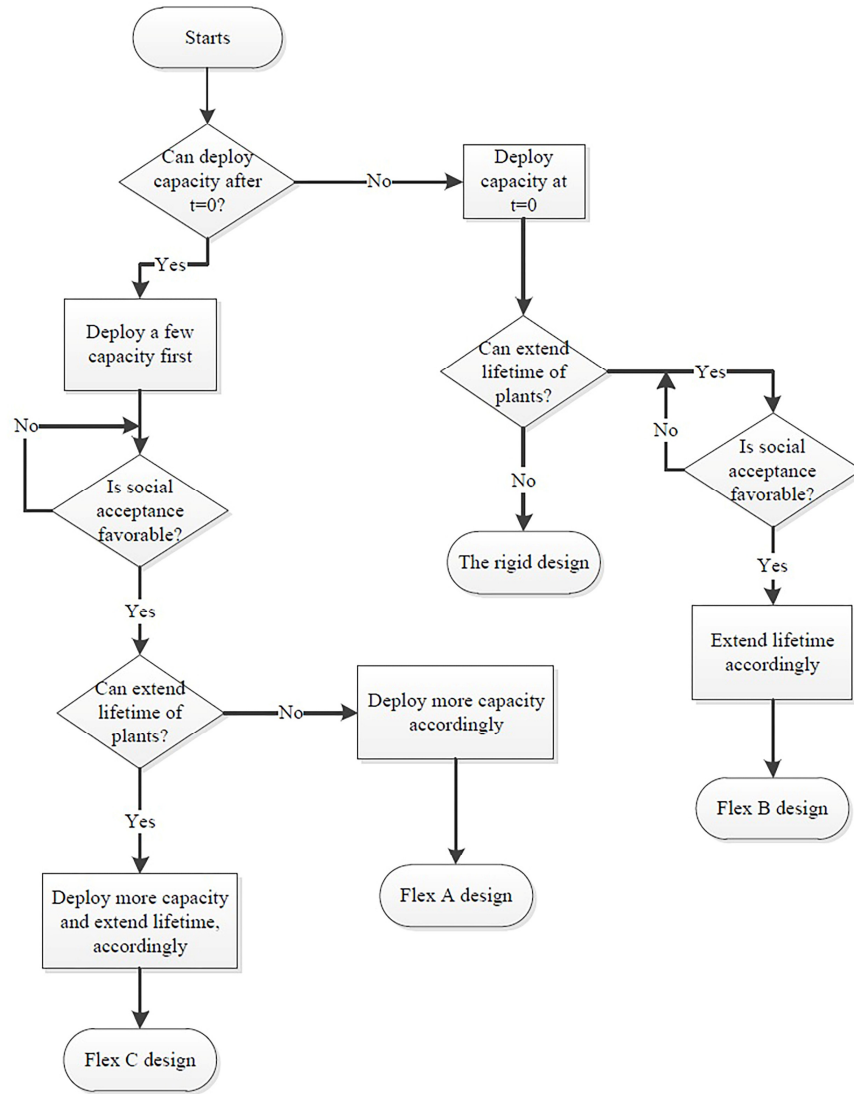 Starts
Can deploy
capacity after
t=0?
No
Deploy
capacity at
t=0
Yes
Deploy a few
capacity first
No
Is social
acceptance
favorable?
Yes
Can extend
lifetime of
plants?
No
Deploy more capacity
accordingly
Flex A design
Yes
Deploy more capacity
and extend lifetime,
accordingly
Flex C design
Can extend
lifetime of
plants?
No
The rigid design
Yes
No
Is social
acceptance
favorable?
Yes
Extend lifetime
accordingly
Flex B design